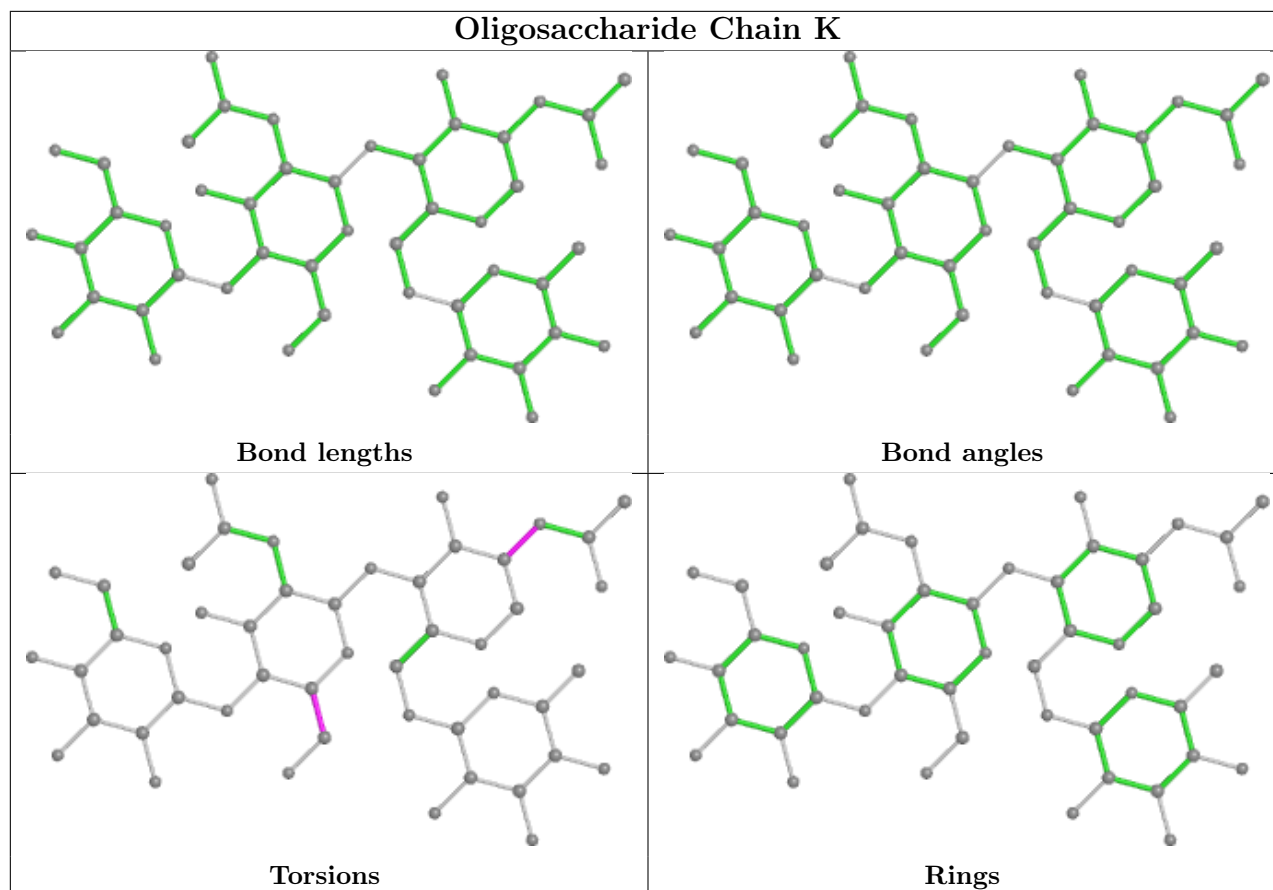 Oligosaccharide Chain K
Bond lengths
Bond angles
Torsions
Rings